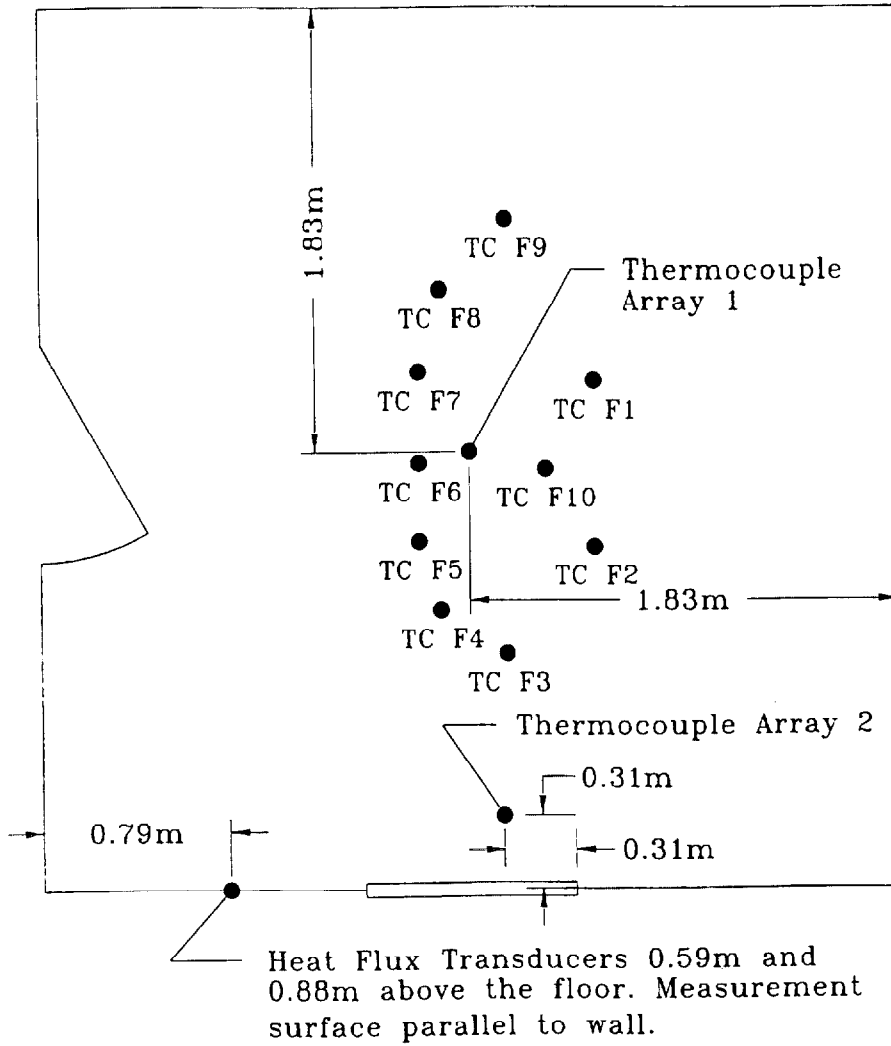 1.83m
TC F9
Thermocouple
Array 1
TC F8
TC F7
TC F1
TC F6
TC F10
TC F5
TC F2
1.83m
TC F4
TC F3
Thermocouple Array 2
0.31m
0.79m
0.31m
Heat Flux Transducers 0.59m and
0.88m above the floor. Measurement
surface parallel to wall.